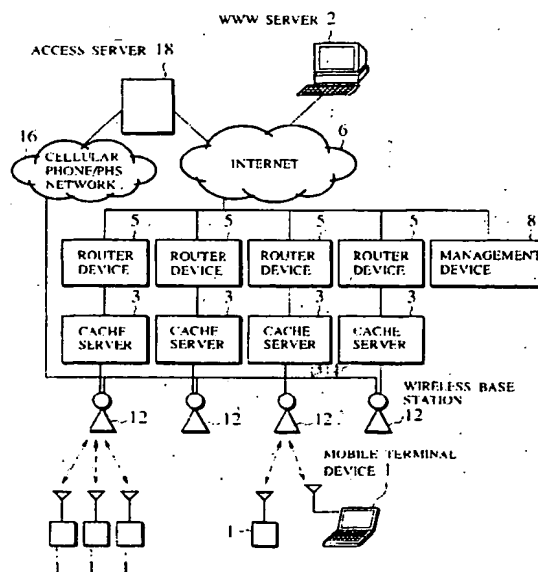 WWW SERVER 2
ACCESS SERVER 18
16
CELLULAR
PHONE/PHS
NETWORK
INTERNET
6
5 5 5 5 8
ROUTER
DEVICE
ROUTER
DEVICE
ROUTER
DEVICE
ROUTER
DEVICE
MANAGEMENT
DEVICE
3 3 3 3
CACHE
SERVER
CACHE
SERVER
CACHE
SERVER
CACHE
SERVER
WIRELESS BASE
STATION
12 12 12 12
MOBILE TERMINAL
DEVICE
1
1 1 1